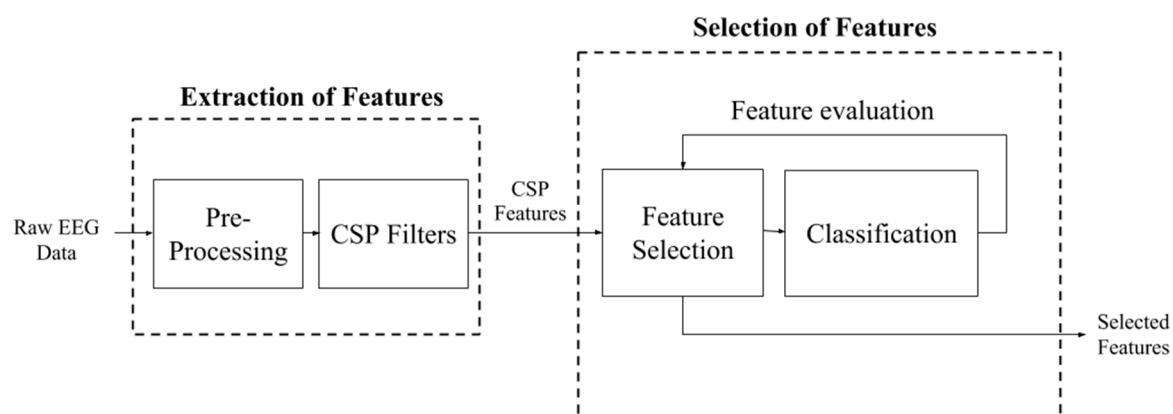 Selection of Features
Extraction of Features
Feature evaluation
Raw EEG
Data
Pre-
Processing
CSP Filters
CSP
Features
Feature
Selection
Classification
Selected
Features